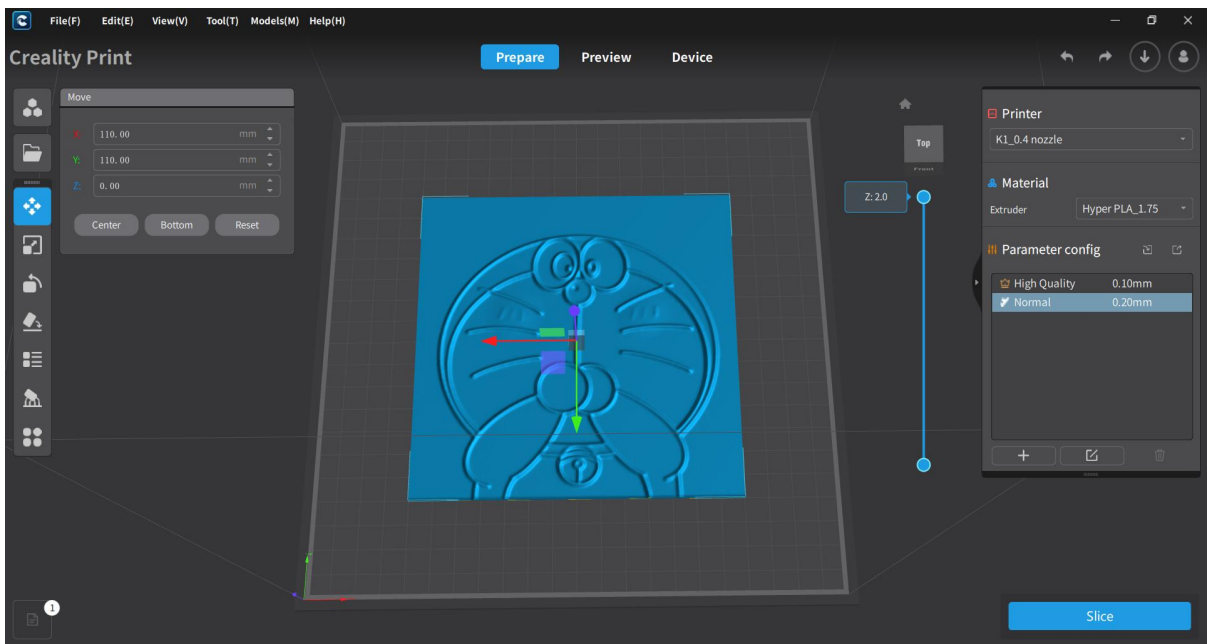 File(F) Edit(E) View(V) Tool(T) Models(M) Help(H)
Creality Print
Prepare Preview Device
Move
X: 110.00 mm
Y: 110.00 mm
Z: 0.00 mm
Center Bottom Reset
Top
Front
Z: 2.0
Printer
K1_0.4 nozzle
Material
Extruder Hyper PLA_1.75
Parameter config
High Quality 0.10mm
Normal 0.20mm
1
Slice